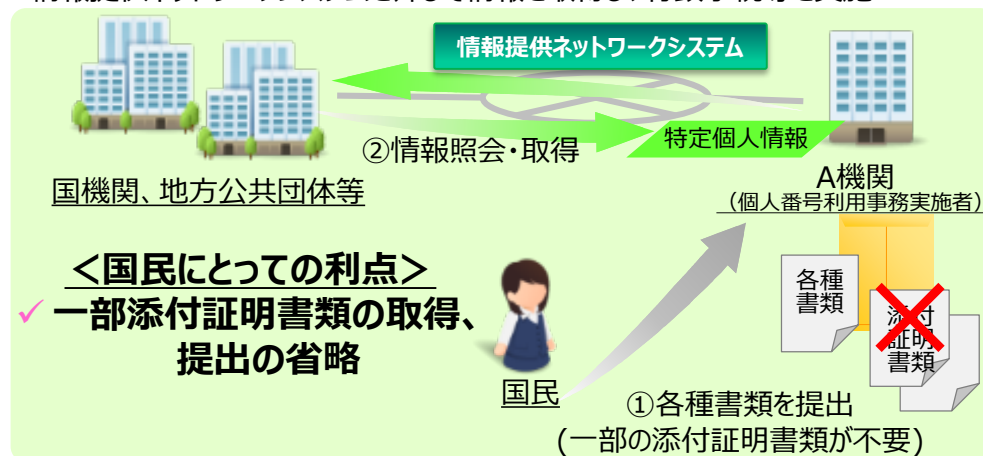 情報提供ネットワークシステム
②情報照会・取得
特定個人情報
国機関、地方公共団体等
A機関
（個人番号利用事務実施者）
＜国民にとっての利点＞
✓ 一部添付証明書類の取得、
提出の省略
各種
書類
添付
証明
書類
国民
①各種書類を提出
(一部の添付証明書類が不要)